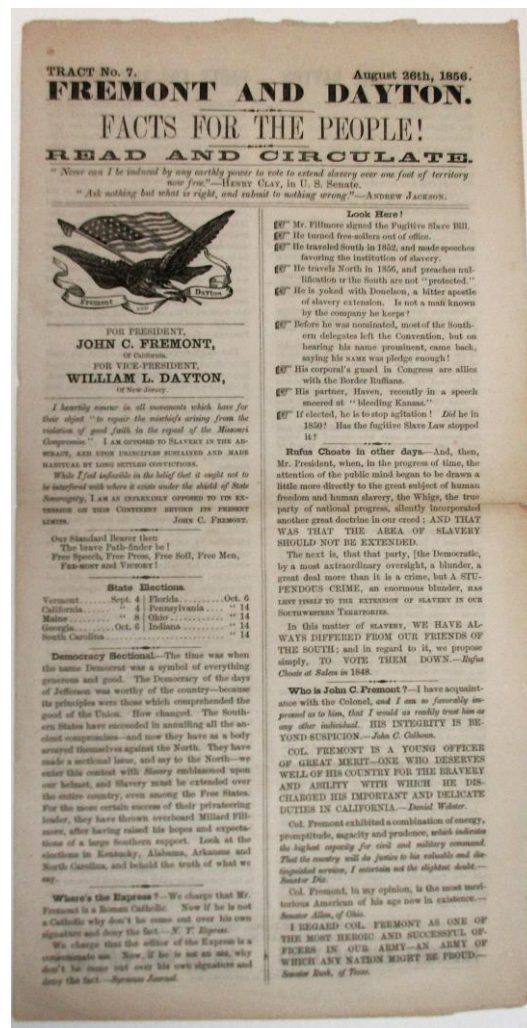 TRACT No. 7.
August 26th, 1856.
FREMONT AND DAYTON.
FACTS FOR THE PEOPLE!
READ AND CIRCULATE.
"Never can I be induced by any earthly power to vote to extend slavery over one foot of territory
now free."—HENRY CLAY, in U. S. Senate.
"Ask nothing but what is right, and submit to nothing wrong."—ANDREW JACKSON.
Fremont AND Dayton
FOR PRESIDENT,
JOHN C. FREMONT,
Of California.
FOR VICE-PRESIDENT,
WILLIAM L. DAYTON,
Of New Jersey.
I heartily concur in all movements which have for
their object "to repair the mischiefs arising from the
violation of good faith in the repeal of the Missouri
Compromise." I AM OPPOSED TO SLAVERY IN THE AB-
STRACT, AND UPON PRINCIPLES SUSTAINED AND MADE
HABITUAL BY LONG SETTLED CONVICTIONS.
While I feel inflexible in the belief that it ought not to
be interfered with where it exists under the shield of State
Sovereignty, I AM AS INFLEXIBLY OPPOSED TO ITS EX-
TENSION ON THIS CONTINENT BEYOND ITS PRESENT
LIMITS. JOHN C. FREMONT.
Our Standard Bearer then
The brave Path-finder be!
Free Speech, Free Press, Free Soil, Free Men,
FRE-MONT AND VICTORY!
State Elections.
Vermont........Sept. 4 | Florida........Oct. 6
California........ " 4 | Pennsylvania.... " 14
Maine........ " 8 | Ohio........ " 14
Georgia........Oct. 6 | Indiana........ " 14
South Carolina........ " 14
Democracy Sectional.—The time was when
the name Democrat was a symbol of everything
generous and good. The Democracy of the days
of Jefferson was worthy of the country—because
its principles were those which comprehended the
good of the Union. How changed. The South-
ern States have succeeded in annulling all the an-
cient compromises—and now they have as a body
arrayed themselves against the North. They have
made a sectional issue, and say to the North—we
enter this contest with Slavery emblazoned upon
our helmet, and Slavery must be extended over
the entire country, even among the Free States.
For the more certain success of their privateering
leader, they have thrown overboard Millard Fill-
more, after having raised his hopes and expecta-
tions of a large Southern support. Look at the
elections in Kentucky, Alabama, Arkansas and
North Carolina, and behold the truth of what we
say.
Where's the Express?—We charge that Mr.
Fremont is a Roman Catholic. Now if he is not
a Catholic why don't he come out over his own
signature and deny the fact.—N. Y. Express.
We charge that the editor of the Express is a
consummate ass. Now, if he is not an ass, why
don't he come out over his own signature and
deny the fact.—Syracuse Journal.
Look Here!
Mr. Fillmore signed the Fugitive Slave Bill.
He turned free-soilers out of office.
He traveled South in 1852, and made speeches
favoring the institution of slavery.
He travels North in 1856, and preaches nul-
lification IF the South are not "protected."
He is yoked with Donelson, a bitter apostle
of slavery extension. Is not a man known
by the company he keeps?
Before he was nominated, most of the South-
ern delegates left the Convention, but on
hearing his name prominent, came back,
saying his NAME was pledge enough!
His corporal's guard in Congress are allies
with the Border Ruffians.
His partner, Haven, recently in a speech
sneered at "bleeding Kansas."
If elected, he is to stop agitation! Did he in
1850? Has the fugitive Slave Law stopped
it?
Rufus Choate in other days.—And, then,
Mr. President, when, in the progress of time, the
attention of the public mind began to be drawn a
little more directly to the great subject of human
freedom and human slavery, the Whigs, the true
party of national progress, silently incorporated
another great doctrine in our creed; AND THAT
WAS THAT THE AREA OF SLAVERY
SHOULD NOT BE EXTENDED.
The next is, that that party, [the Democratic,
by a most axtraordinary oversight, a blunder, a
great deal more than it is a crime, but A STU-
PENDOUS CRIME, an enormous blunder, HAS
LENT ITSELF TO THE EXTENSION OF SLAVERY IN OUR
SOUTHWESTERN TERRITORIES.
In this matter of SLAVERY, WE HAVE AL-
WAYS DIFFERED FROM OUR FRIENDS OF
THE SOUTH; and in regard to it, we propose
simply, TO VOTE THEM DOWN.—Rufus
Choate at Salem in 1848.
Who is John C. Fremont?—I have acquaint-
ance with the Colonel, and I am so favorably im-
pressed as to him, that I would as readily trust him as
any other individual. HIS INTEGRITY IS BE-
YOND SUSPICION.—John C. Calhoun.
COL. FREMONT IS A YOUNG OFFICER
OF GREAT MERIT—ONE WHO DESERVES
WELL OF HIS COUNTRY FOR THE BRAVERY
AND ABILITY WITH WHICH HE DIS-
CHARGED HIS IMPORTANT AND DELICATE
DUTIES IN CALIFORNIA.—Daniel Webster.
Col. Fremont exhibited a combination of energy,
promptitude, sagacity and prudence, which indicates
the highest capacity for civil and military command.
That the country will do justice to his valuable and dis-
tinguished services, I entertain not the slightest doubt.—
Senator Dix.
Col. Fremont, in my opinion, is the most meri-
torious American of his age now in existence.—
Senator Allen, of Ohio.
I REGARD COL. FREMONT AS ONE OF
THE MOST HEROIC AND SUCCESSFUL OF-
FICERS IN OUR ARMY—AN ARMY OF
WHICH ANY NATION MIGHT BE PROUD.—
Senator Rusk, of Texas.